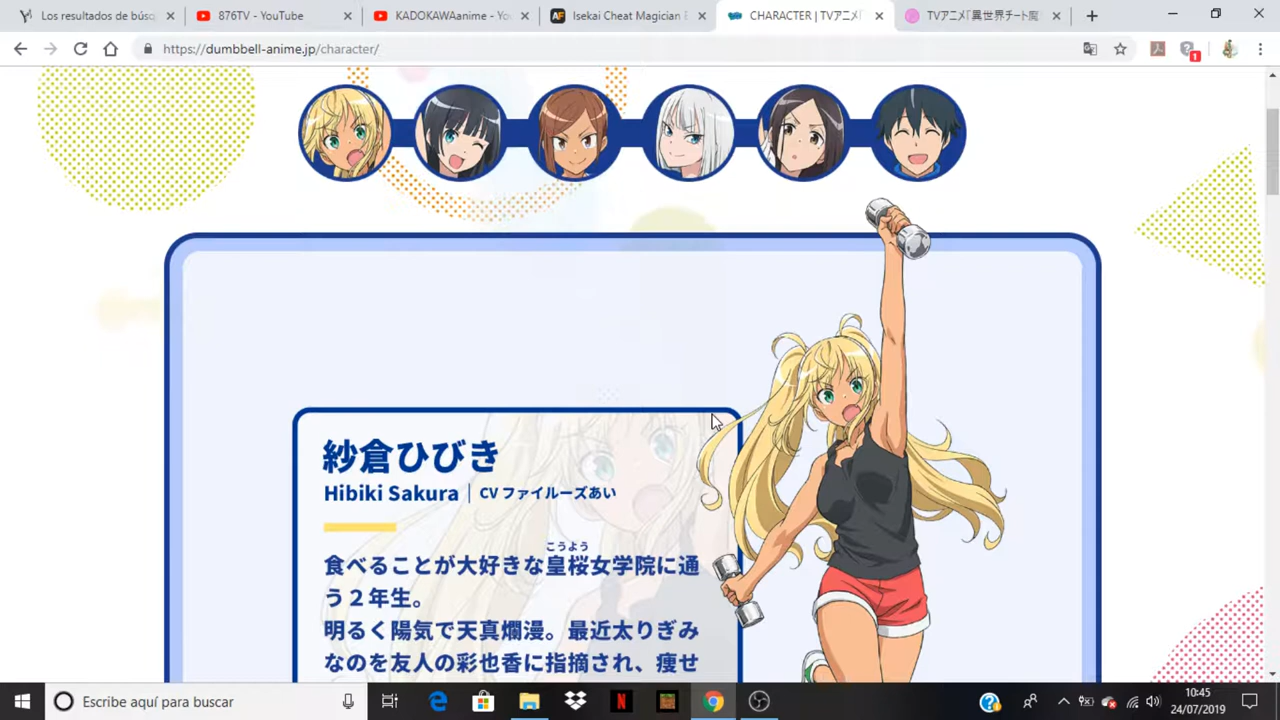 Los resultados de búsq
876TV - YouTube
KADOKAWAanime - Yo
Isekai Cheat Magician E
CHARACTER | TVアニメ「
TVアニメ「異世界チート魔
https://dumbbell-anime.jp/character/
1
紗倉ひびき
Hibiki Sakura | CV ファイルーズあい
こうよう
食べることが大好きな皇桜女学院に通
う２年生。
明るく陽気で天真爛漫。最近太りぎみ
なのを友人の彩也香に指摘され、痩せ
Escribe aquí para buscar
10:45
24/07/2019